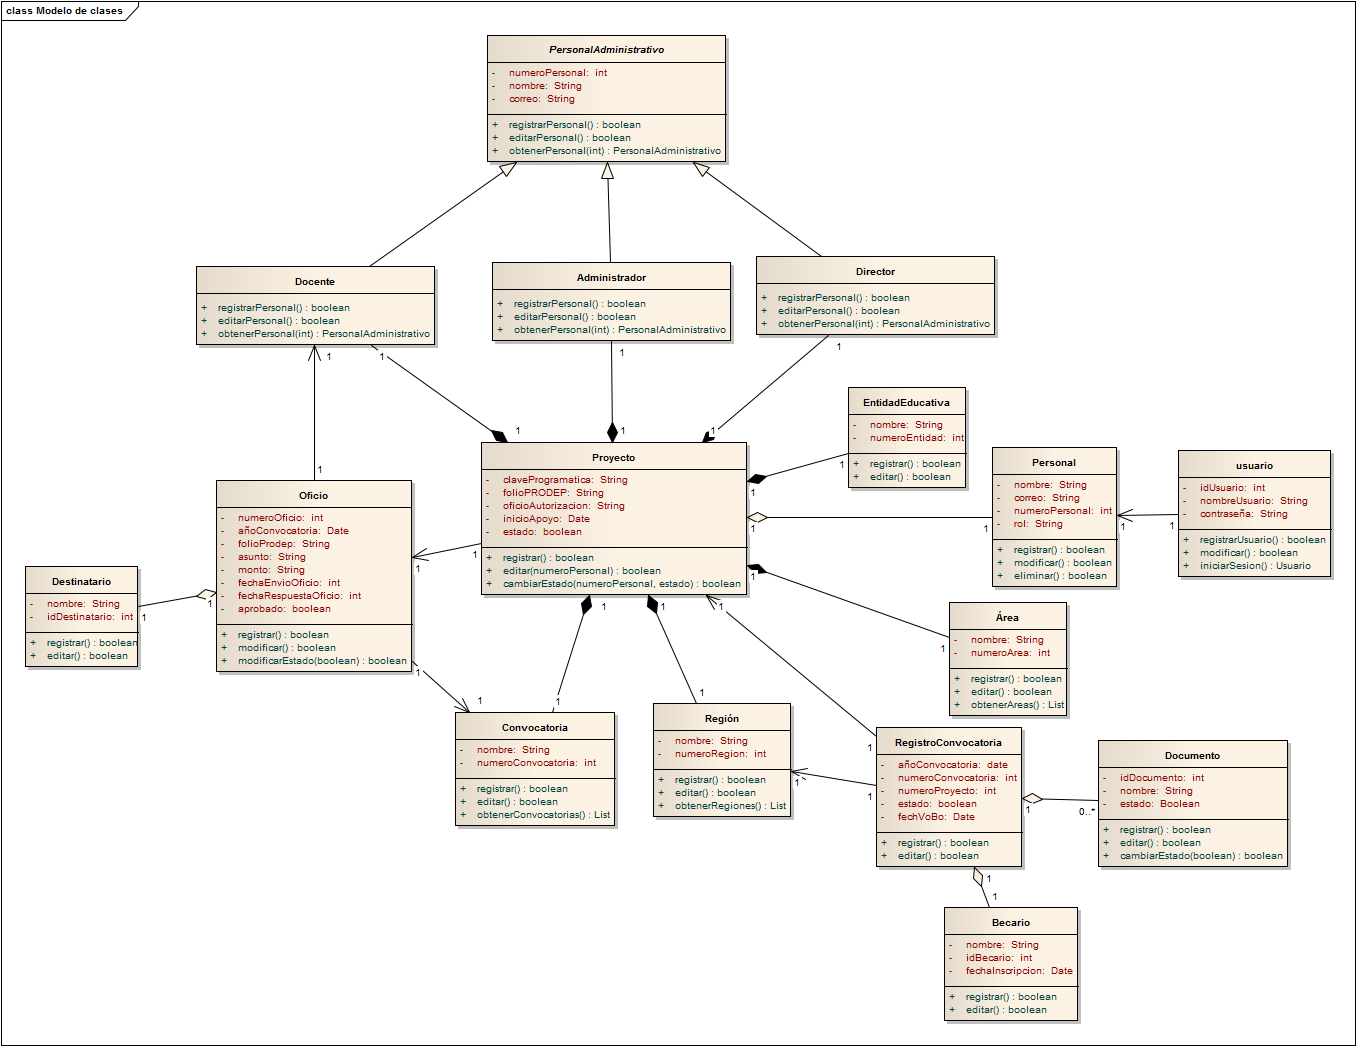 class Modelo de clases
PersonalAdministrativo
- numeroPersonal: int
- nombre: String
- correo: String
+ registrarPersonal() : boolean
+ editarPersonal() : boolean
+ obtenerPersonal(int) : PersonalAdministrativo
Docente
+ registrarPersonal() : boolean
+ editarPersonal() : boolean
+ obtenerPersonal(int) : PersonalAdministrativo
1
1
Administrador
+ registrarPersonal() : boolean
+ editarPersonal() : boolean
+ obtenerPersonal(int) : PersonalAdministrativo
1
Director
+ registrarPersonal() : boolean
+ editarPersonal() : boolean
+ obtenerPersonal(int) : PersonalAdministrativo
1
EntidadEducativa
- nombre: String
- numeroEntidad: int
+ registrar() : boolean
+ editar() : boolean
1
1
1
1
Proyecto
- claveProgramatica: String
- folioPRODEP: String
- oficioAutorizacion: String
- inicioApoyo: Date
- estado: boolean
+ registrar() : boolean
+ editar(numeroPersonal) : boolean
+ cambiarEstado(numeroPersonal, estado) : boolean
1
1
1
1
1
1
1
Personal
- nombre: String
- correo: String
- numeroPersonal: int
- rol: String
+ registrar() : boolean
+ modificar() : boolean
+ eliminar() : boolean
1
1
usuario
- idUsuario: int
- nombreUsuario: String
- contraseña: String
+ registrarUsuario() : boolean
+ modificar() : boolean
+ iniciarSesion() : Usuario
1
1
Oficio
- numeroOficio: int
- añoConvocatoria: Date
- folioProdep: String
- asunto: String
- monto: String
- fechaEnvioOficio: int
- fechaRespuestaOficio: int
- aprobado: boolean
+ registrar() : boolean
+ modificar() : boolean
+ modificarEstado(boolean) : boolean
1
1
1
Destinatario
- nombre: String
- idDestinatario: int
+ registrar() : boolean
+ editar() : boolean
1
Área
- nombre: String
- numeroArea: int
+ registrar() : boolean
+ editar() : boolean
+ obtenerAreas() : List
1
1
1
Convocatoria
- nombre: String
- numeroConvocatoria: int
+ registrar() : boolean
+ editar() : boolean
+ obtenerConvocatorias() : List
1
Región
- nombre: String
- numeroRegion: int
+ registrar() : boolean
+ editar() : boolean
+ obtenerRegiones() : List
1
1
1
RegistroConvocatoria
- añoConvocatoria: date
- numeroConvocatoria: int
- numeroProyecto: int
- estado: boolean
- fechVoBo: Date
+ registrar() : boolean
+ editar() : boolean
1
0..*
Documento
- idDocumento: int
- nombre: String
- estado: Boolean
+ registrar() : boolean
+ editar() : boolean
+ cambiarEstado(boolean) : boolean
1
1
Becario
- nombre: String
- idBecario: int
- fechaInscripcion: Date
+ registrar() : boolean
+ editar() : boolean